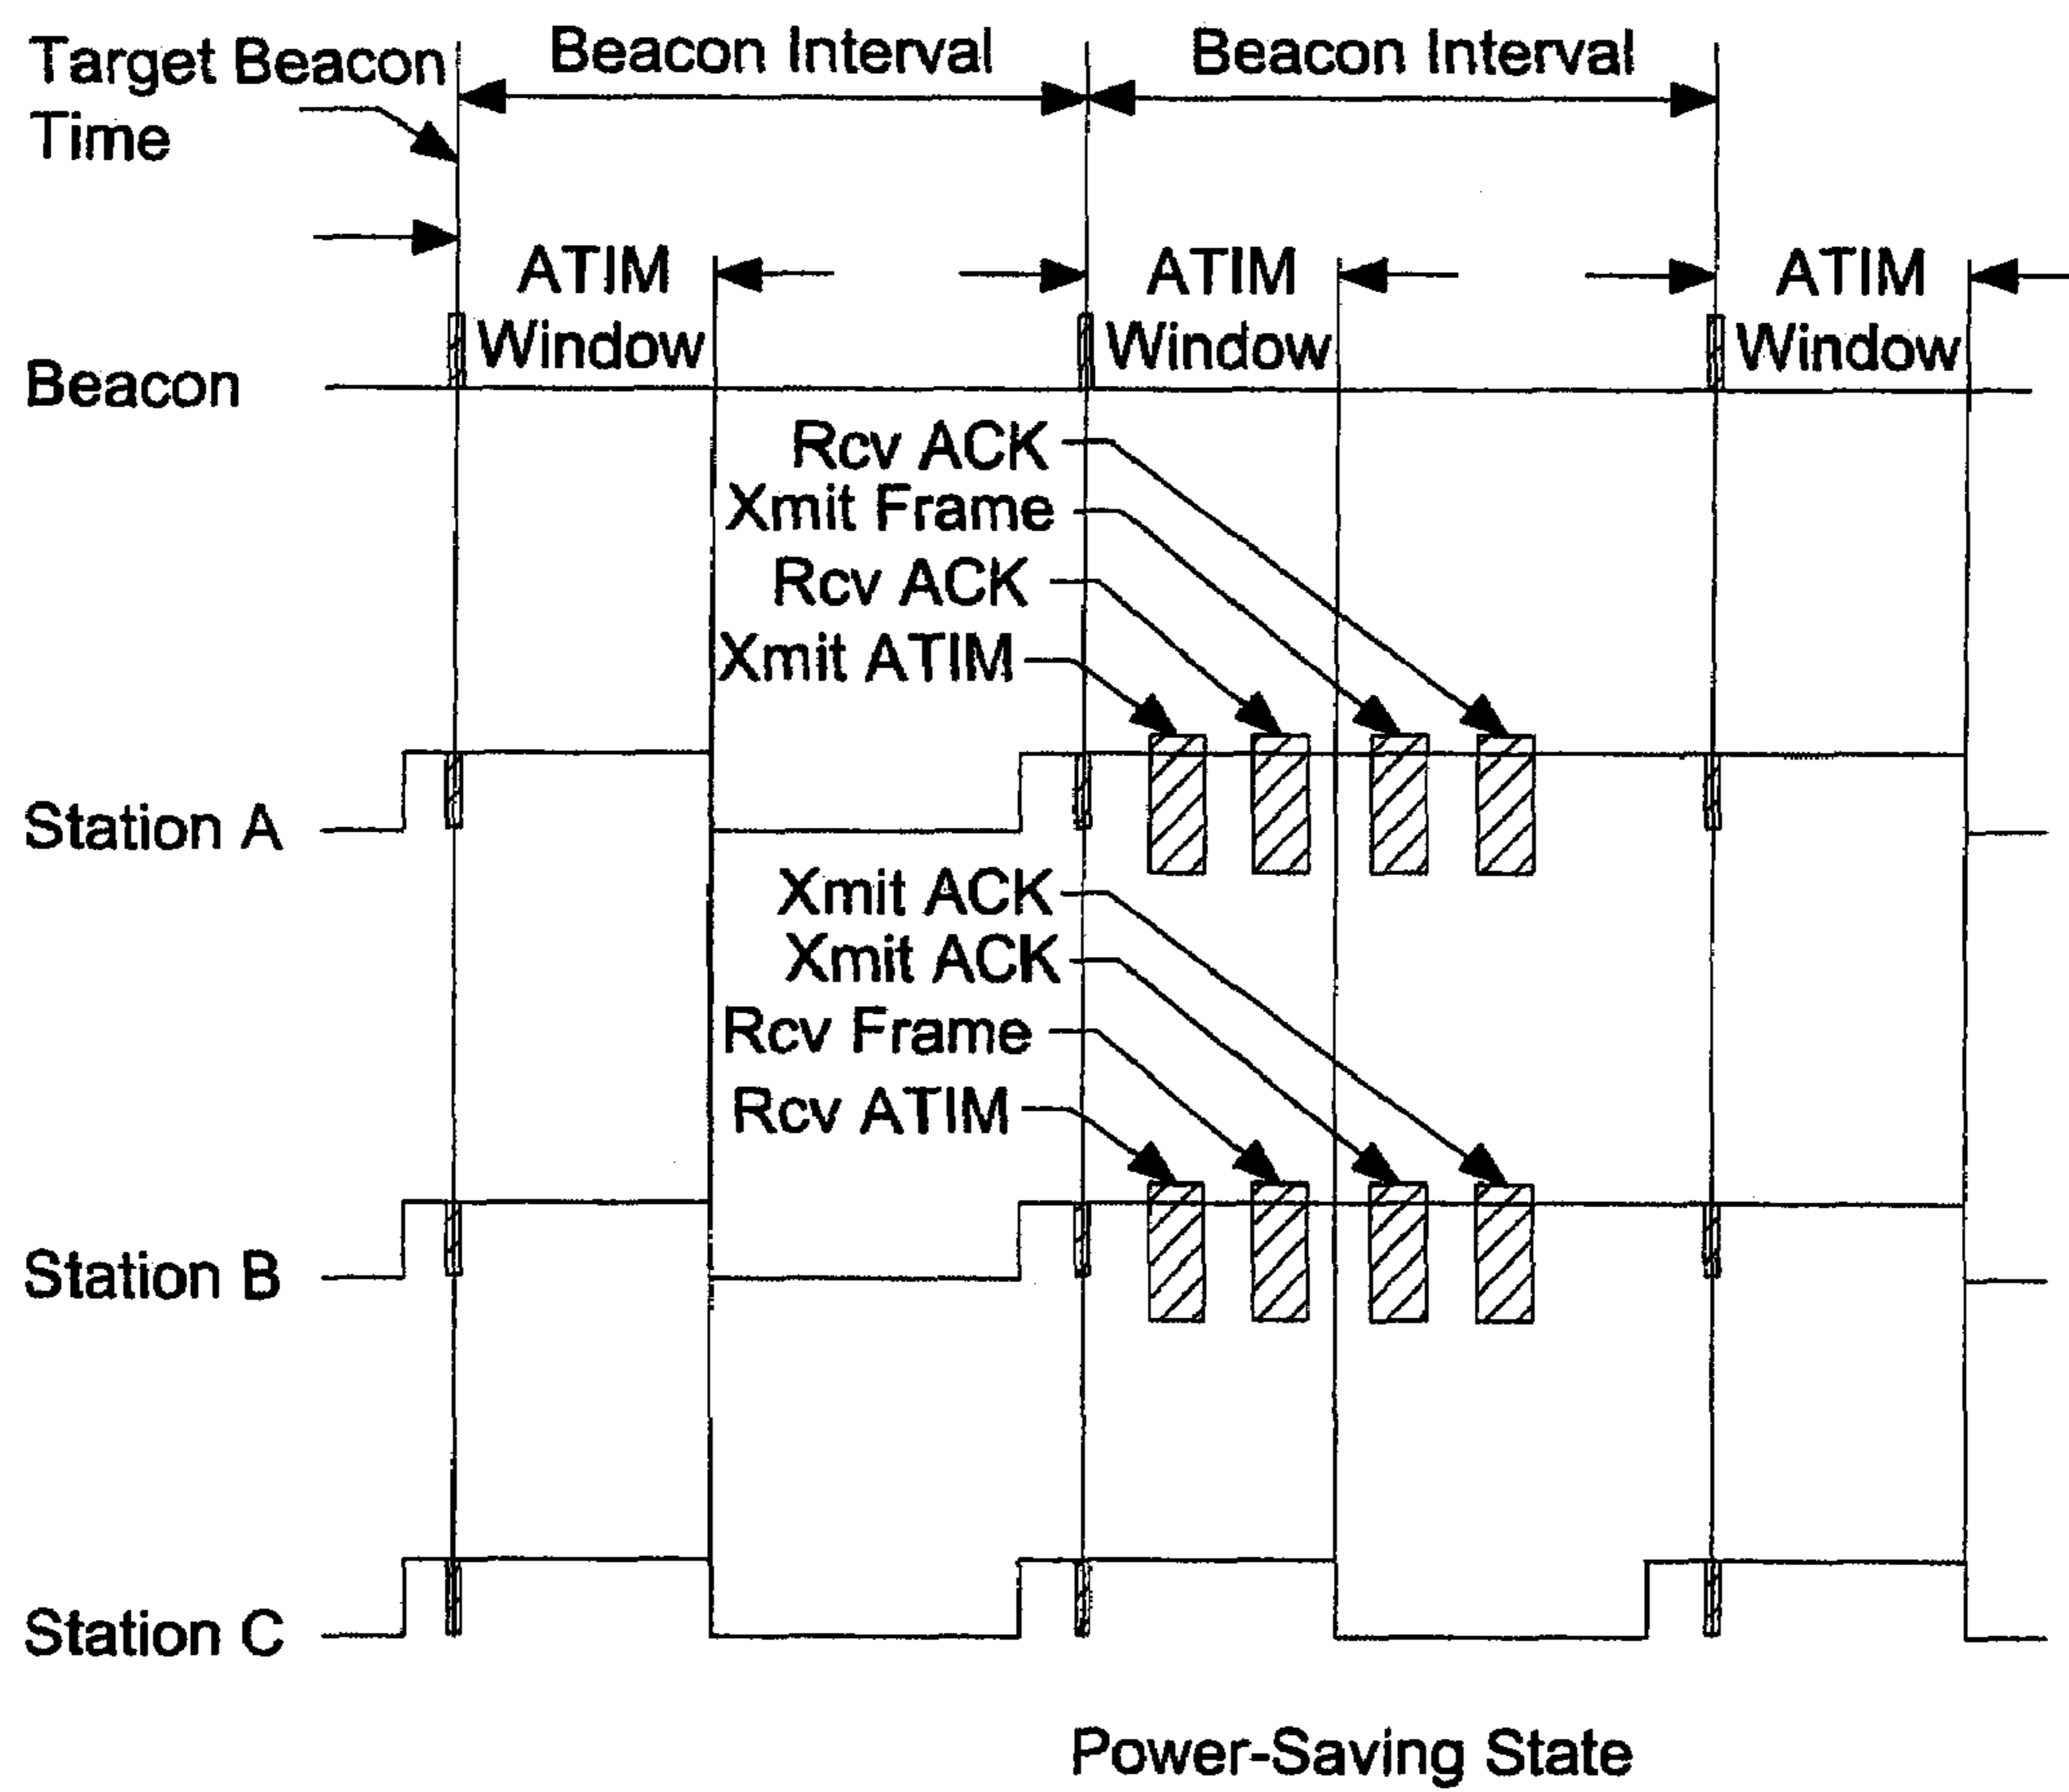 Target Beacon
Time
Beacon Interval
Beacon Interval
ATIM
Window
ATIM
Window
ATIM
Window
Beacon
Rcv ACK
Xmit Frame
Rcv ACK
Xmit ATIM
Station A
Xmit ACK
Xmit ACK
Rcv Frame
Rcv ATIM
Station B
Station C
Power-Saving State